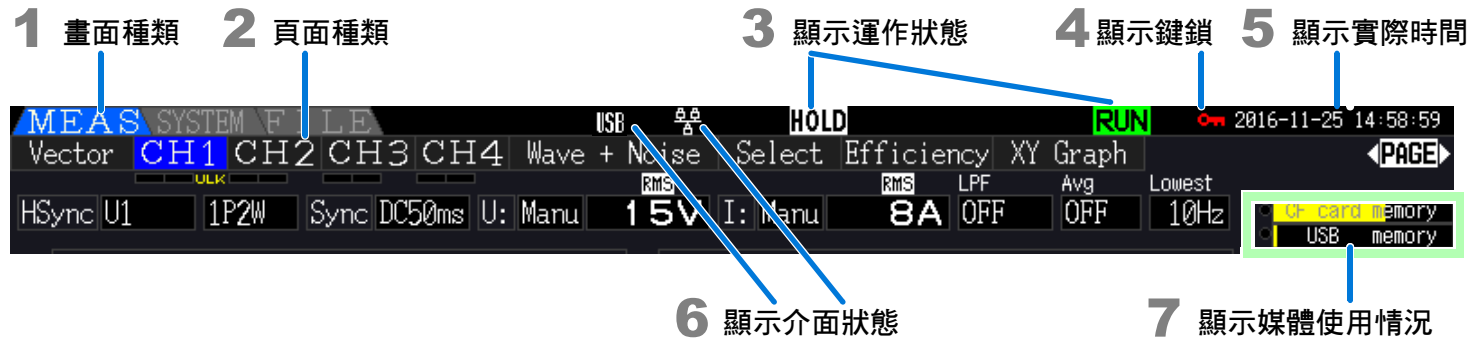 1 畫面種類 2 頁面種類 3 顯示運作狀態 4 顯示鍵鎖 5 顯示實際時間
MEAS SYSTEM FILE USB HOLD RUN 2016-11-25 14:58:59
Vector CH1 CH2 CH3 CH4 Wave + Noise Select Efficiency XY Graph PAGE
ULK RMS RMS LPF Avg Lowest
HSync U1 1P2W Sync DC50ms U: Manu 15V I: Manu 8A OFF OFF 10Hz CF card memory
USB memory
6 顯示介面狀態 7 顯示媒體使用情況